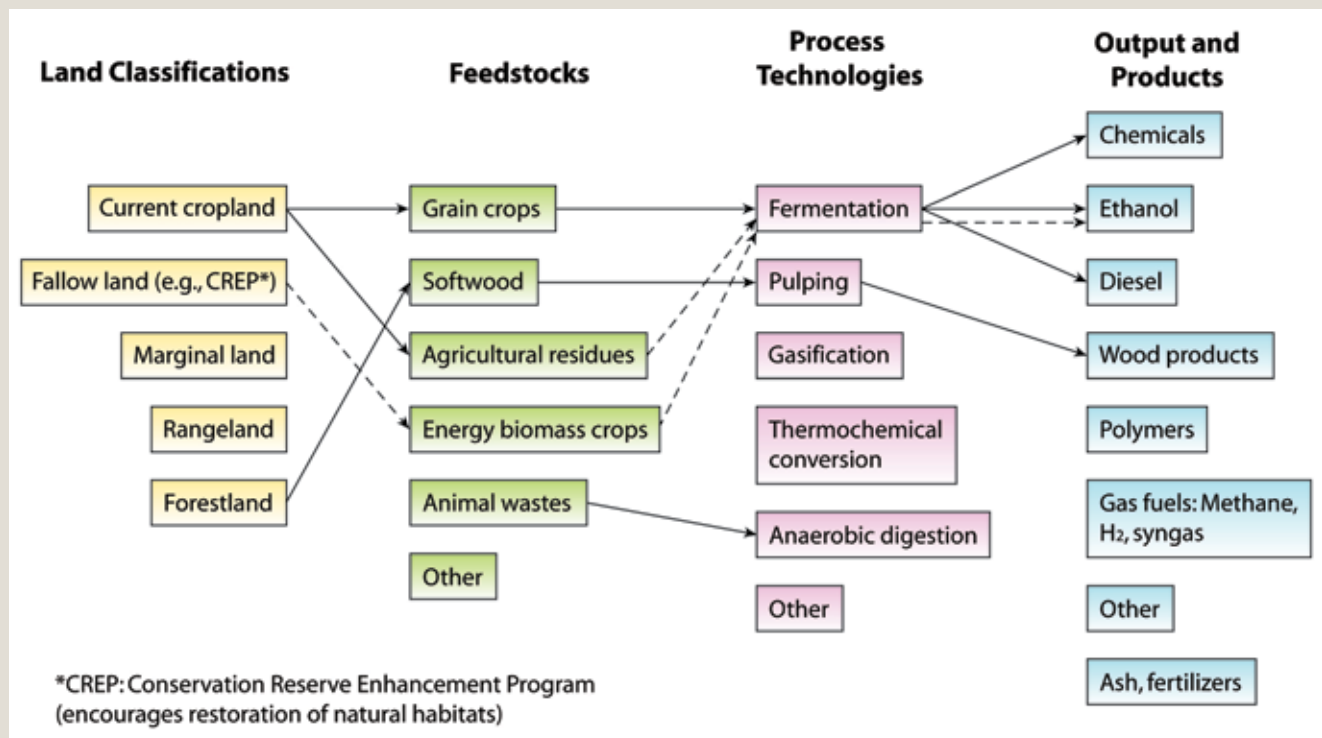 Land Classifications
Feedstocks
Process
Technologies
Output and
Products
Current cropland
Fallow land (e.g., CREP*)
Marginal land
Rangeland
Forestland
Grain crops
Softwood
Agricultural residues
Energy biomass crops
Animal wastes
Other
Fermentation
Pulping
Gasification
Thermochemical
conversion
Anaerobic digestion
Other
Chemicals
Ethanol
Diesel
Wood products
Polymers
Gas fuels: Methane,
H₂, syngas
Other
Ash, fertilizers
*CREP: Conservation Reserve Enhancement Program
(encourages restoration of natural habitats)